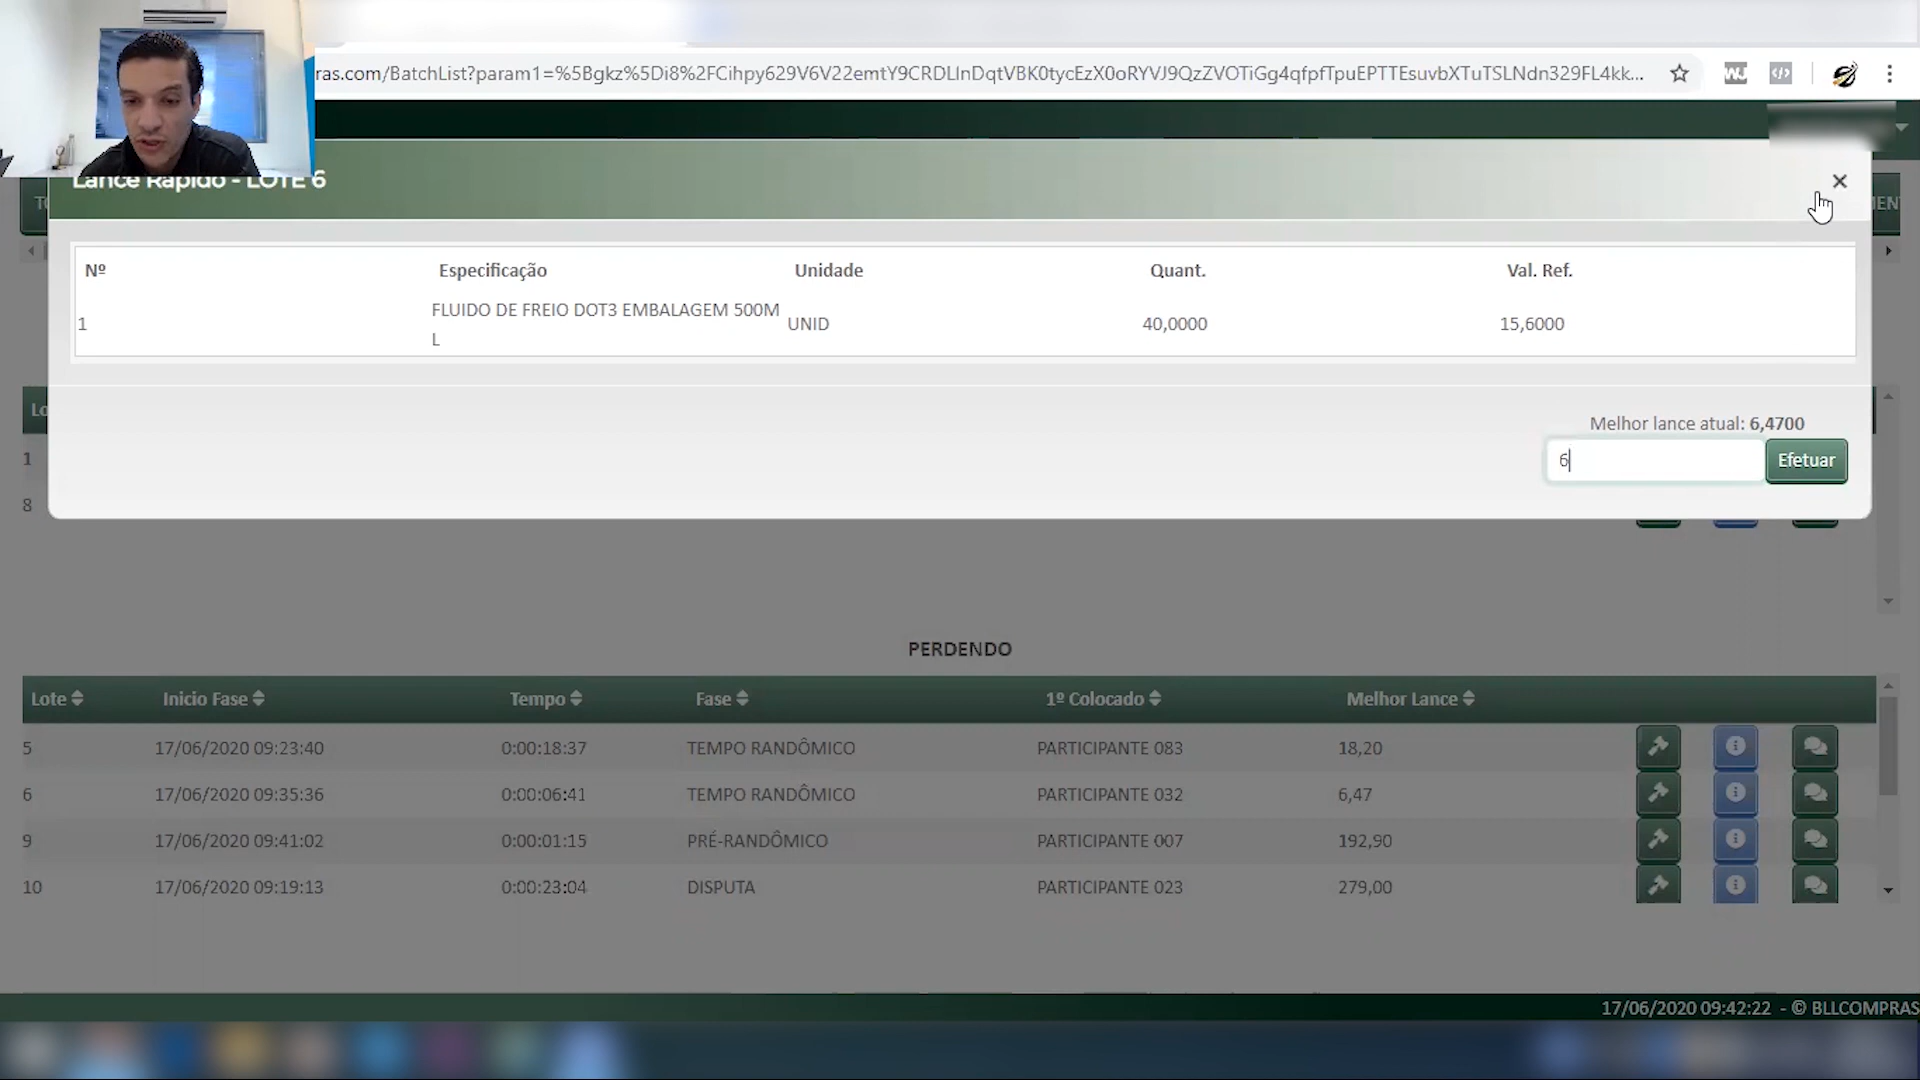 ras.com/BatchList?param1=%5Bgkz%5Di8%2FCihpy629V6V22emtY9CRDLlnDqtVBK0tycEzX0oRYVJ9QzZVOTiGg4qfpfTpuEPTTEsuvbXTuTSLNdn329FL4kk...
Lance Rápido - LOTE 6
×
Nº Especificação Unidade Quant. Val. Ref.
1 FLUIDO DE FREIO DOT3 EMBALAGEM 500M
L UNID 40,0000 15,6000
Melhor lance atual: 6,4700
6 Efetuar
Lo
1
8
PERDENDO
Lote Inicio Fase Tempo Fase 1º Colocado Melhor Lance
5 17/06/2020 09:23:40 0:00:18:37 TEMPO RANDÔMICO PARTICIPANTE 083 18,20
6 17/06/2020 09:35:36 0:00:06:41 TEMPO RANDÔMICO PARTICIPANTE 032 6,47
9 17/06/2020 09:41:02 0:00:01:15 PRÉ-RANDÔMICO PARTICIPANTE 007 192,90
10 17/06/2020 09:19:13 0:00:23:04 DISPUTA PARTICIPANTE 023 279,00
17/06/2020 09:42:22 - © BLLCOMPRAS